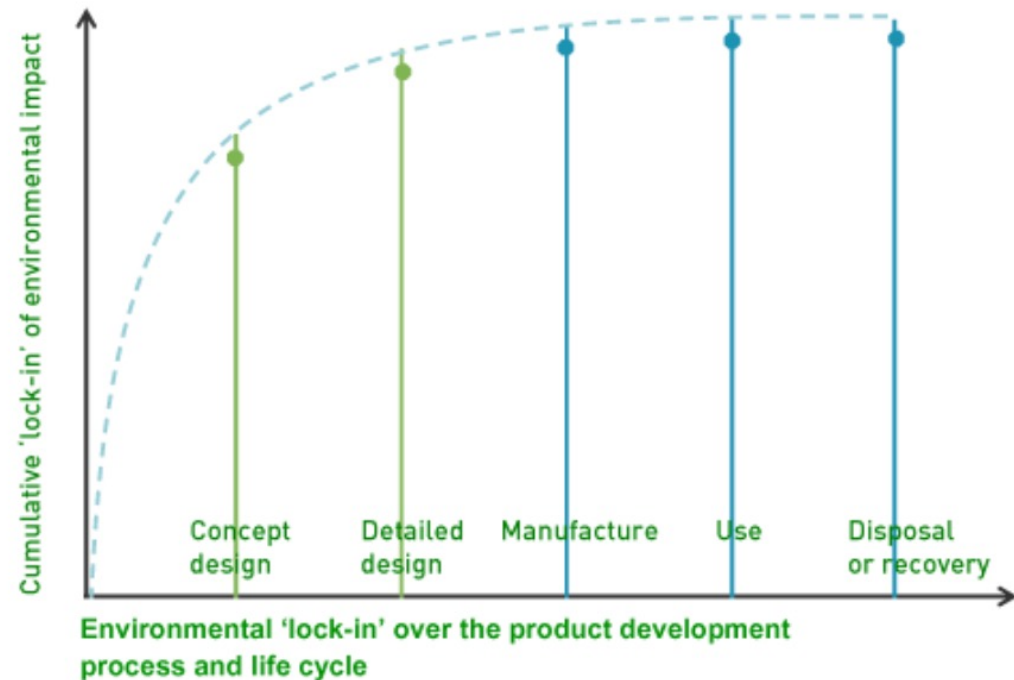 Cumulative 'lock-in' of environmental impact
Concept
design
Detailed
design
Manufacture
Use
Disposal
or recovery
Environmental ‘lock-in’ over the product development
process and life cycle